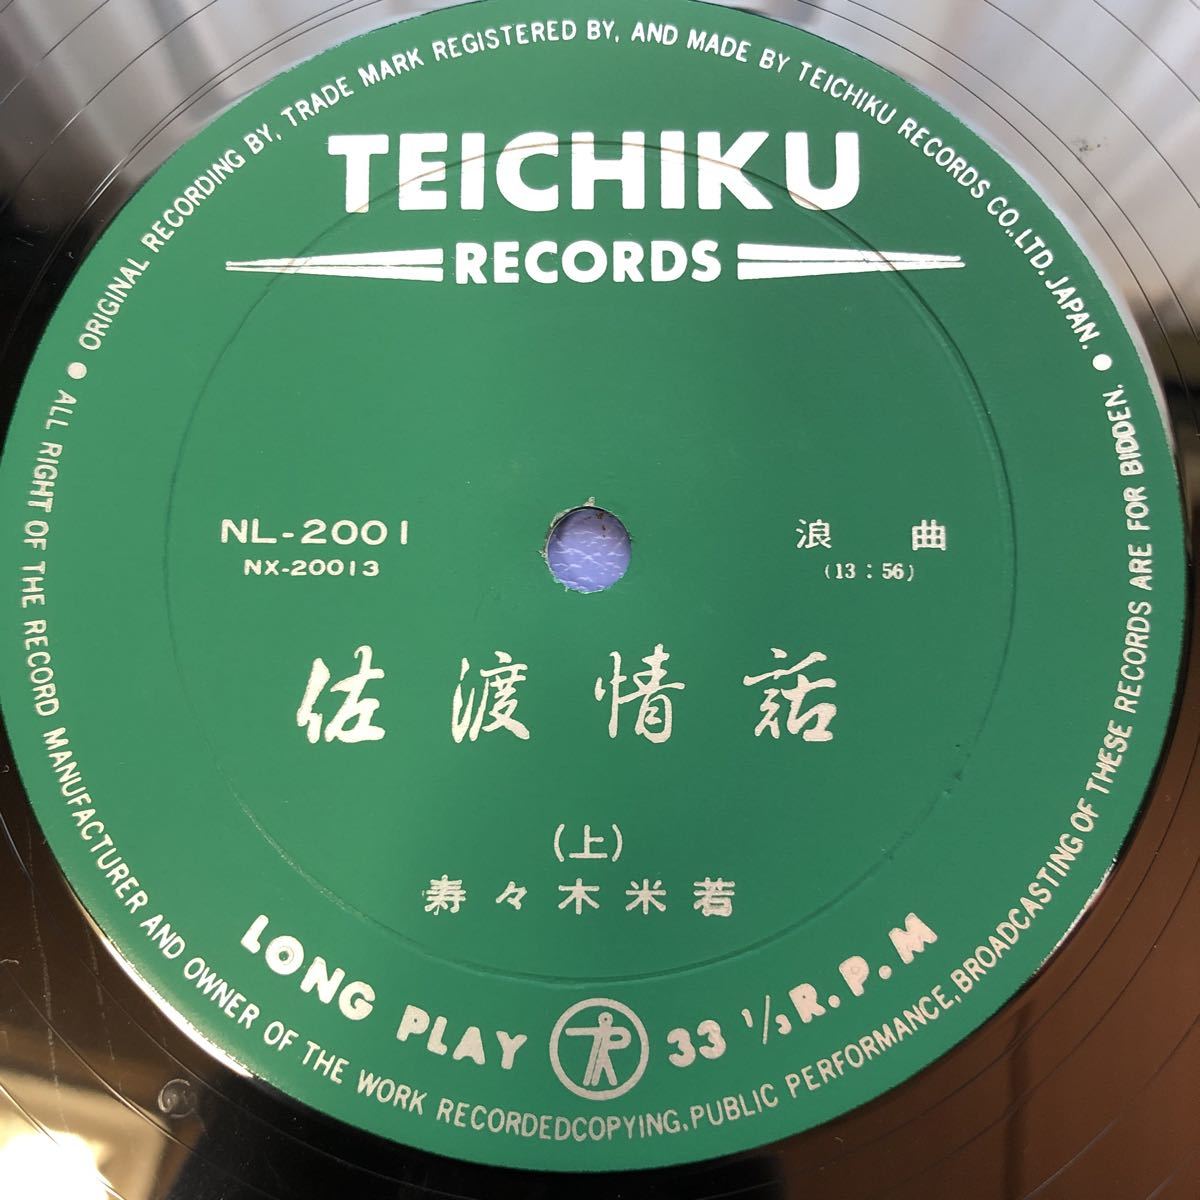 ORIGINAL RECORDING BY, TRADE MARK REGISTERED BY, AND MADE BY TEICHIKU RECORDS CO., LTD. JAPAN.
TEICHIKU
RECORDS
NL-2001
NX-20013
浪曲
(13:56)
佐渡情話
(上)
寿々木米若
LONG PLAY 33 1/3 R.P.M
ALL RIGHT OF THE RECORD MANUFACTURER AND OWNER OF THE WORK RECORDEDCOPYING, PUBLIC PERFORMANCE, BROADCASTING OF THESE RECORDS ARE FOR BIDDEN.